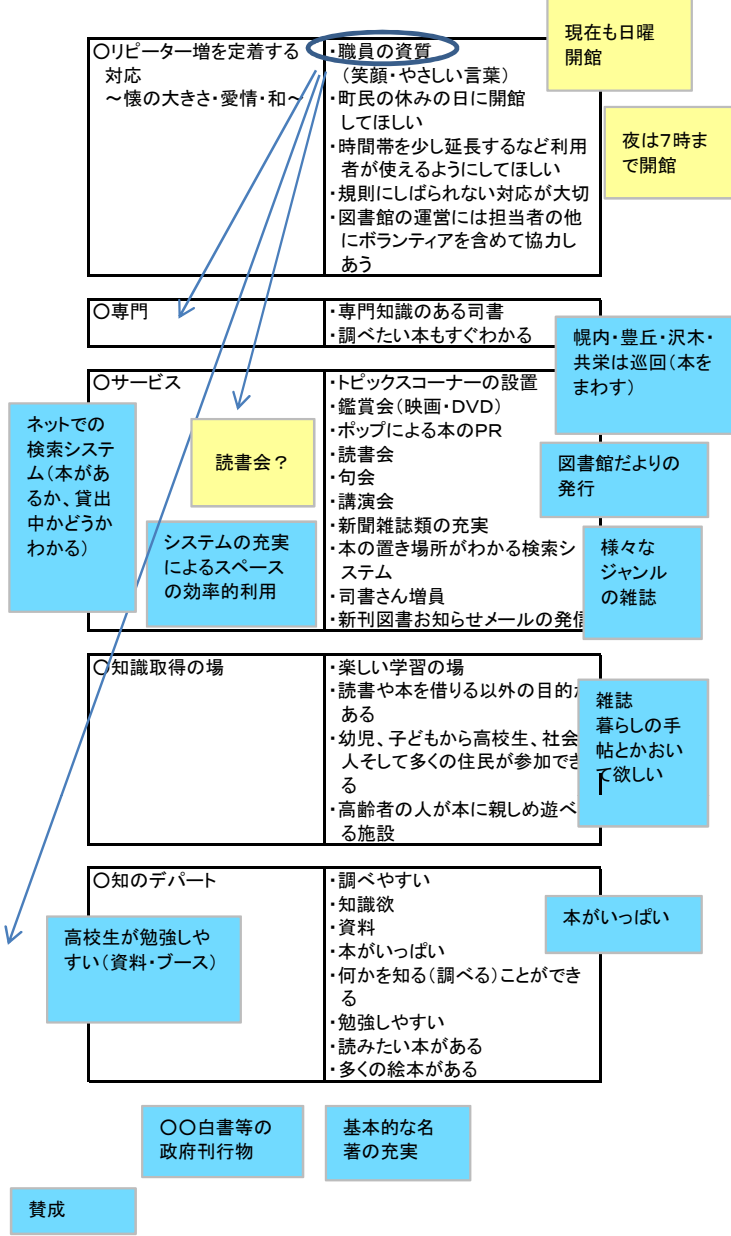 現在も日曜
開館
〇リピーター増を定着する
対応
～懐の大きさ・愛情・和～
・職員の資質
（笑顔・やさしい言葉）
・町民の休みの日に開館
してほしい
・時間帯を少し延長するなど利用
者が使えるようにしてほしい
・規則にしばられない対応が大切
・図書館の運営には担当者の他
にボランティアを含めて協力し
あう
夜は7時ま
で開館
〇専門
・専門知識のある司書
・調べたい本もすぐわかる
幌内・豊丘・沢木・
共栄は巡回（本を
まわす）
〇サービス
・トピックスコーナーの設置
・鑑賞会（映画・DVD）
・ポップによる本のPR
・読書会
・句会
・講演会
・新聞雑誌類の充実
・本の置き場所がわかる検索シ
ステム
・司書さん増員
・新刊図書お知らせメールの発信
ネットでの
検索システ
ム（本があ
るか、貸出
中かどうか
わかる）
読書会？
システムの充実
によるスペース
の効率的利用
図書館だよりの
発行
様々な
ジャンル
の雑誌
〇知識取得の場
・楽しい学習の場
・読書や本を借りる以外の目的が
ある
・幼児、子どもから高校生、社会
人そして多くの住民が参加でき
る
・高齢者の人が本に親しめ遊べ
る施設
雑誌
暮らしの手
帖とかおい
て欲しい
〇知のデパート
・調べやすい
・知識欲
・資料
・本がいっぱい
・何かを知る（調べる）ことができ
る
・勉強しやすい
・読みたい本がある
・多くの絵本がある
高校生が勉強しや
すい（資料・ブース）
本がいっぱい
〇〇白書等の
政府刊行物
基本的な名
著の充実
賛成